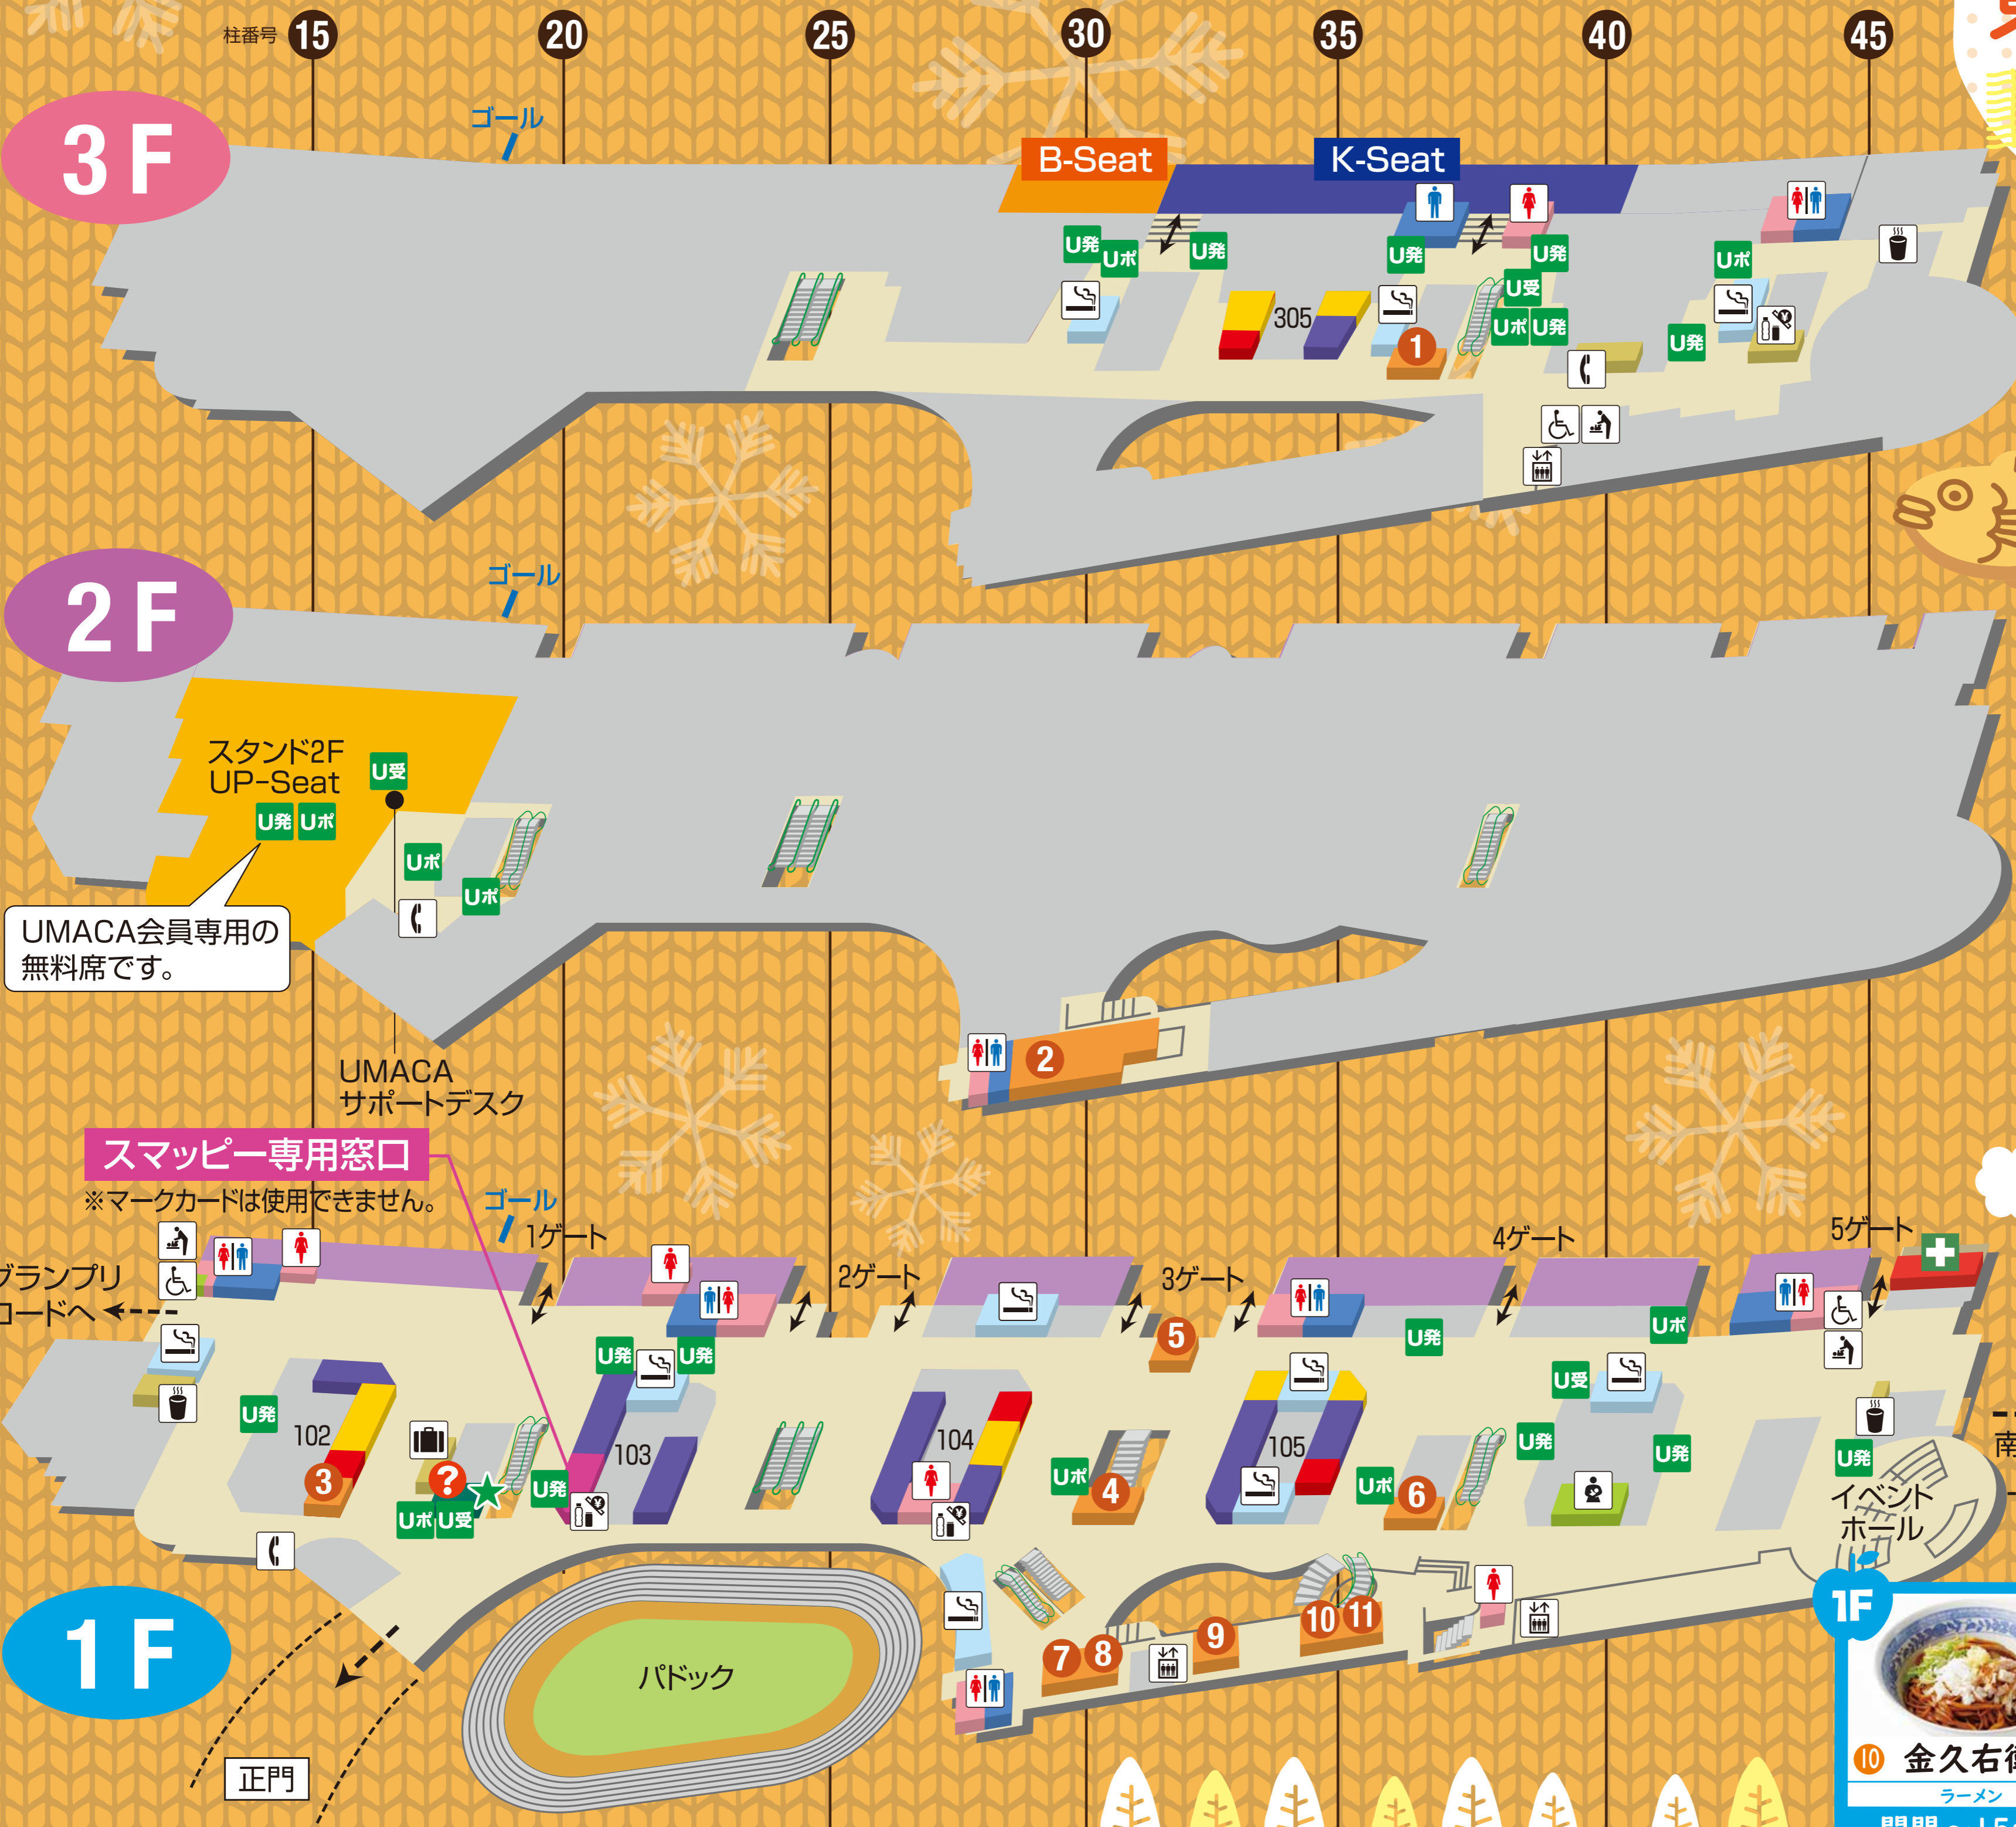 柱番号 15 20 25 30 35 40 45
3F
ゴール
B-Seat
K-Seat
U発
Uポ
U発
U発
U発
Uポ
U受
Uポ U発
U発
305
1
2F
ゴール
スタンド2F
UP-Seat
U受
U発 Uポ
Uポ
Uポ
UMACA会員専用の
無料席です。
UMACA
サポートデスク
2
スマッピー専用窓口
※マークカードは使用できません。
ゴール
1ゲート
2ゲート
3ゲート
4ゲート
5ゲート
グランプリ
ロードへ
U発
U発
U発
Uポ
5
U受
U発
102
103
104
105
3
?
U発
Uポ U受
Uポ
4
Uポ
6
U発
U発
U発
イベント
ホール
南
1F
パドック
7
8
9
10
11
正門
1F
10 金久右衛
ラーメン